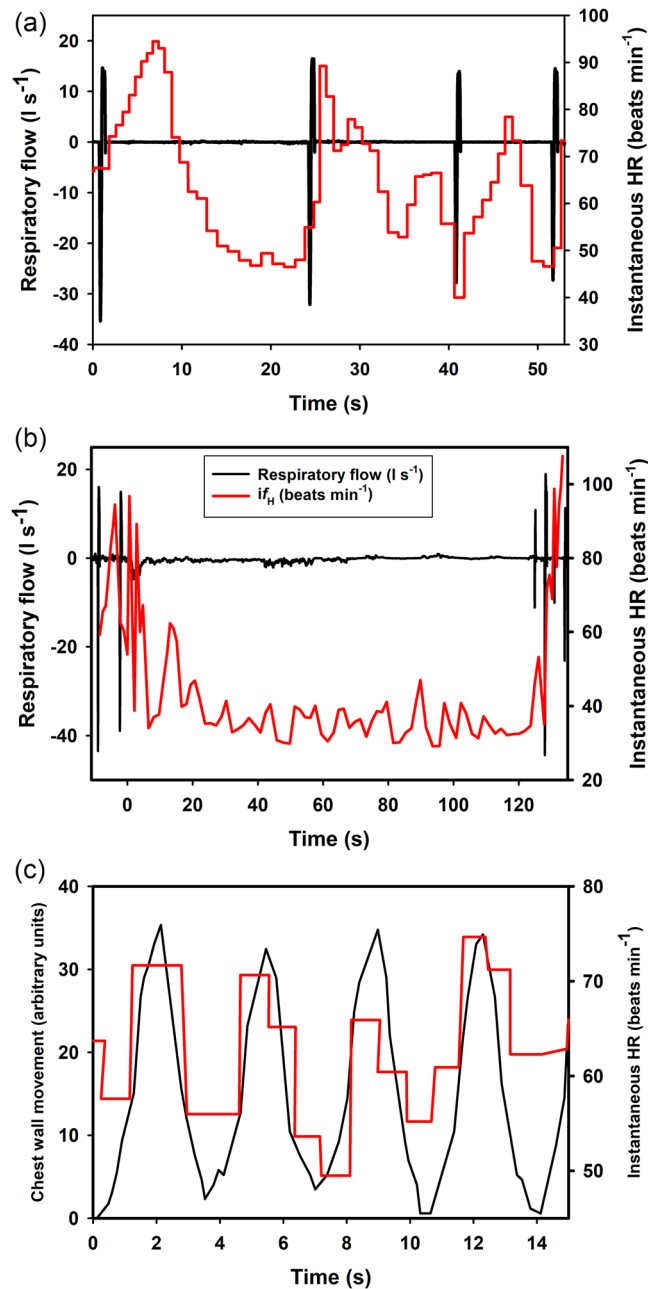 (a)
20
10
0
-10
-20
-30
-40
Respiratory flow (l s⁻¹)
100
90
80
70
60
50
40
30
Instantaneous HR (beats min⁻¹)
0 10 20 30 40 50
Time (s)
(b)
20
0
-20
-40
Respiratory flow (l s⁻¹)
Respiratory flow (l s⁻¹)
if_H (beats min⁻¹)
100
80
60
40
20
Instantaneous HR (beats min⁻¹)
0 20 40 60 80 100 120
Time (s)
(c)
40
30
20
10
0
Chest wall movement (arbitrary units)
80
70
60
50
Instantaneous HR (beats min⁻¹)
0 2 4 6 8 10 12 14
Time (s)